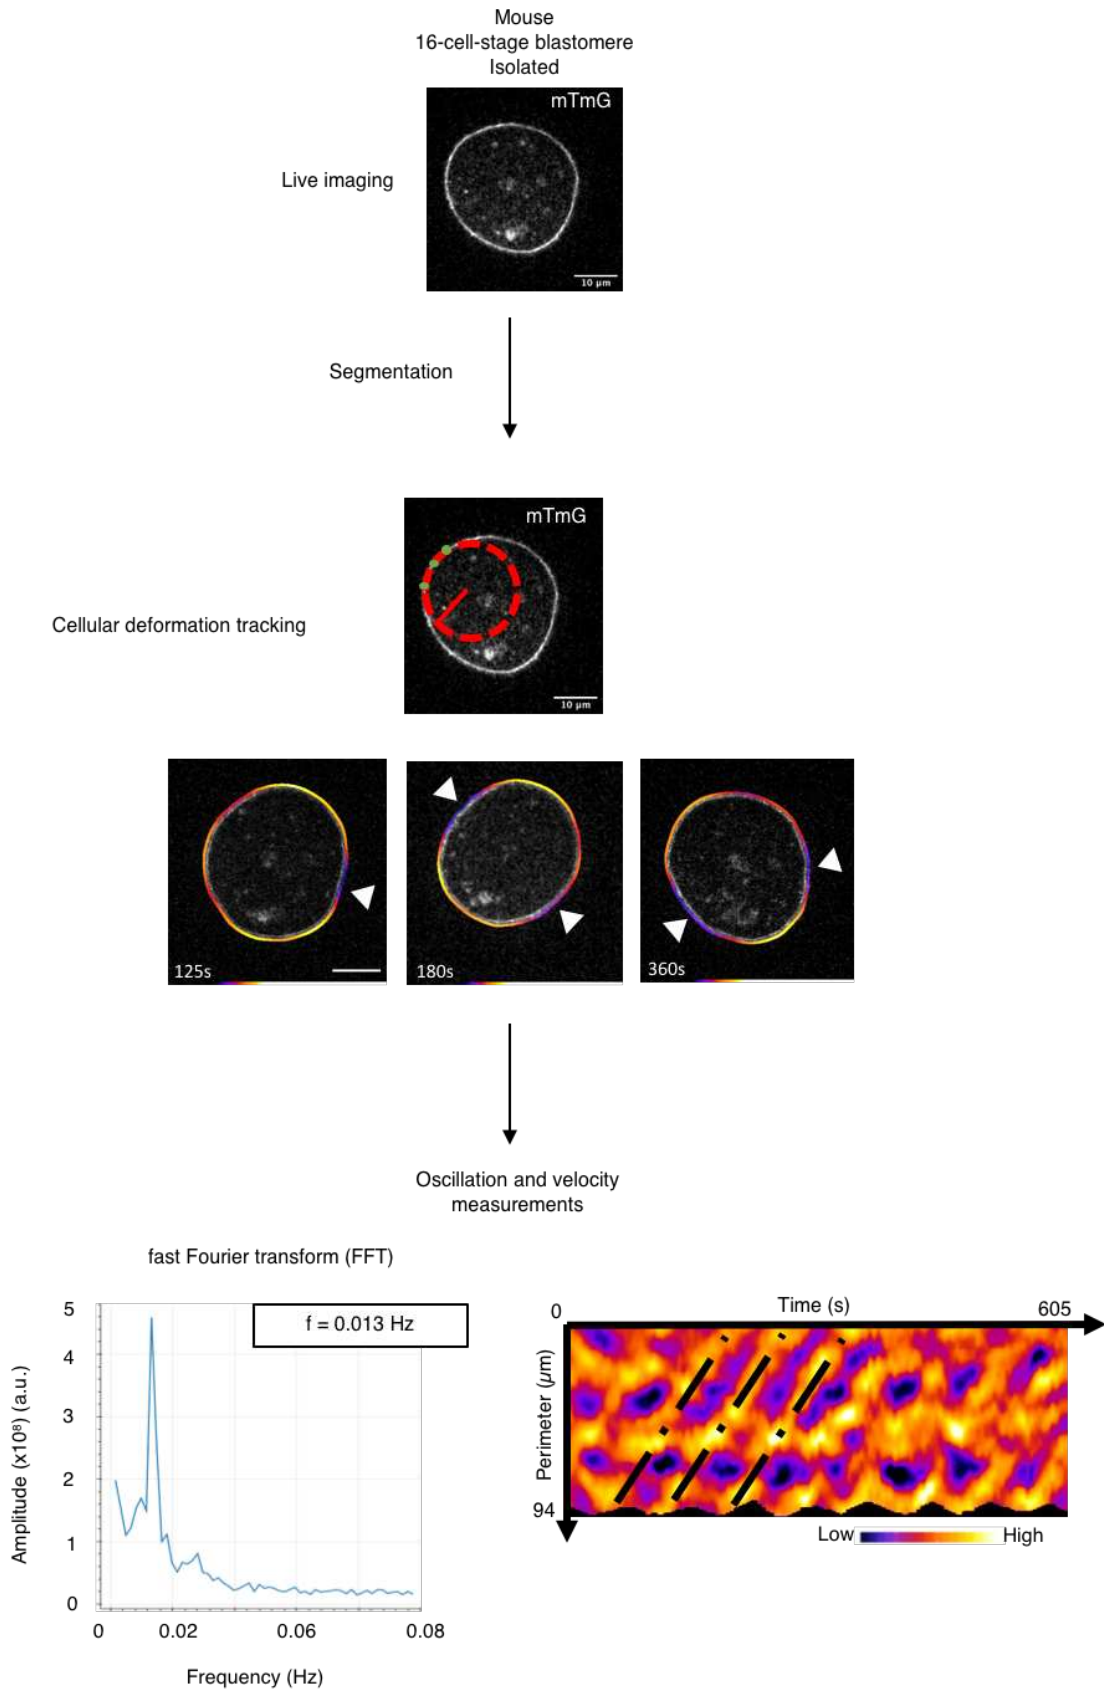 Mouse
16-cell-stage blastomere
Isolated
mTmG
Live imaging
10 µm
Segmentation
mTmG
Cellular deformation tracking
10 µm
125s
180s
360s
Oscillation and velocity
measurements
fast Fourier transform (FFT)
f = 0.013 Hz
5
4
3
2
1
0
Amplitude (x10⁸) (a.u.)
0
0.02
0.06
0.08
Frequency (Hz)
0
Time (s)
605
Perimeter (µm)
94
Low
High